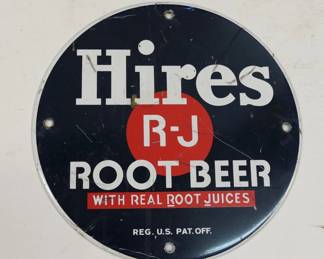 Hires
R-J
ROOT BEER
WITH REAL ROOT JUICES
REG. U.S. PAT. OFF.